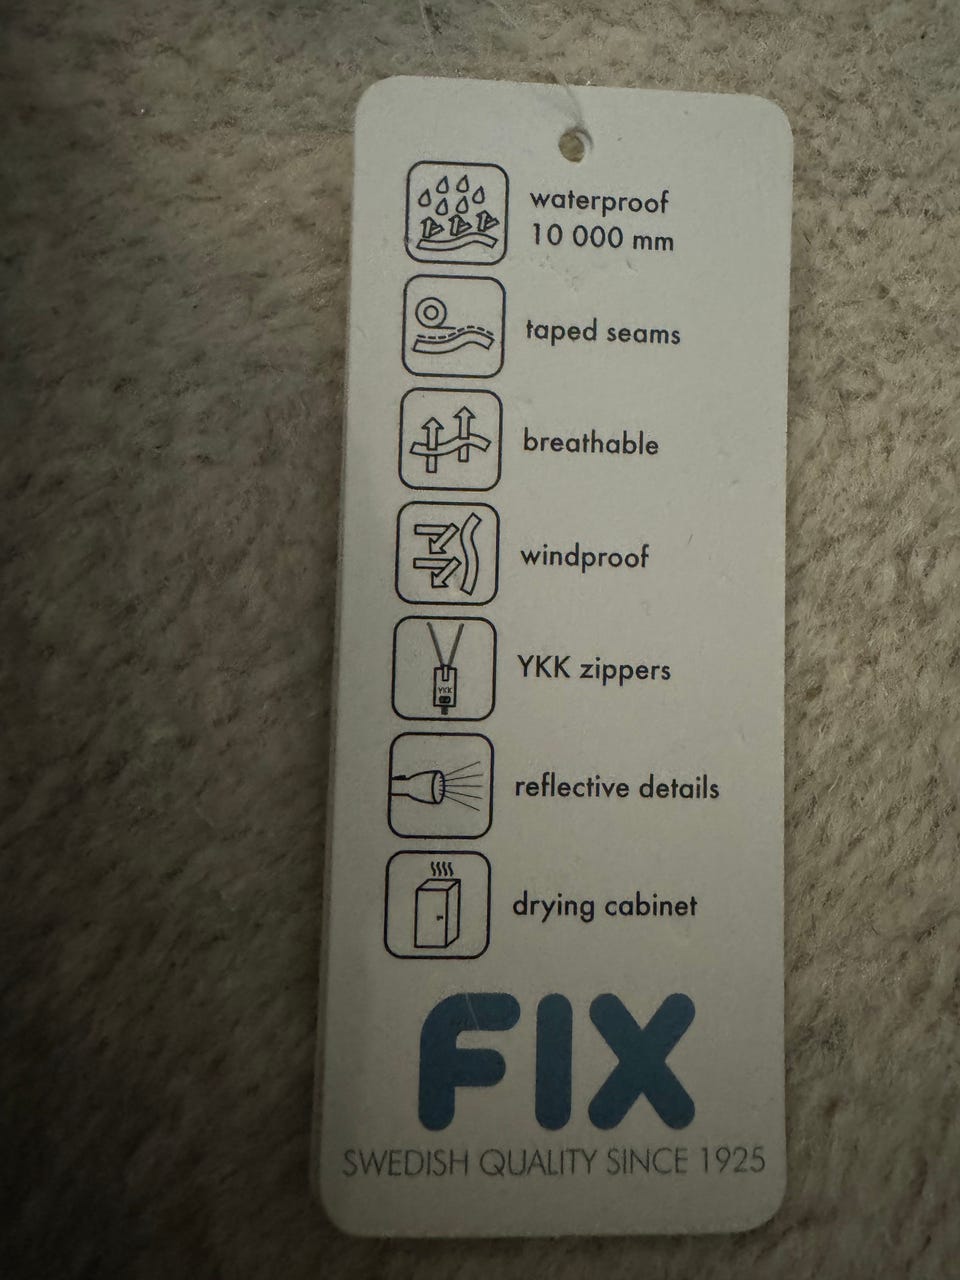 waterproof
10 000 mm
taped seams
breathable
windproof
YKK
YKK zippers
reflective details
drying cabinet
FIX
SWEDISH QUALITY SINCE 1925